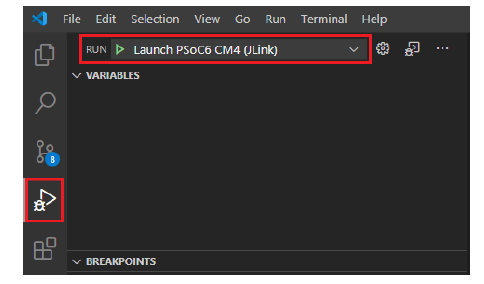 File Edit Selection View Go Run Terminal Help
RUN Launch PSoC6 CM4 (JLink)
VARIABLES
8
BREAKPOINTS